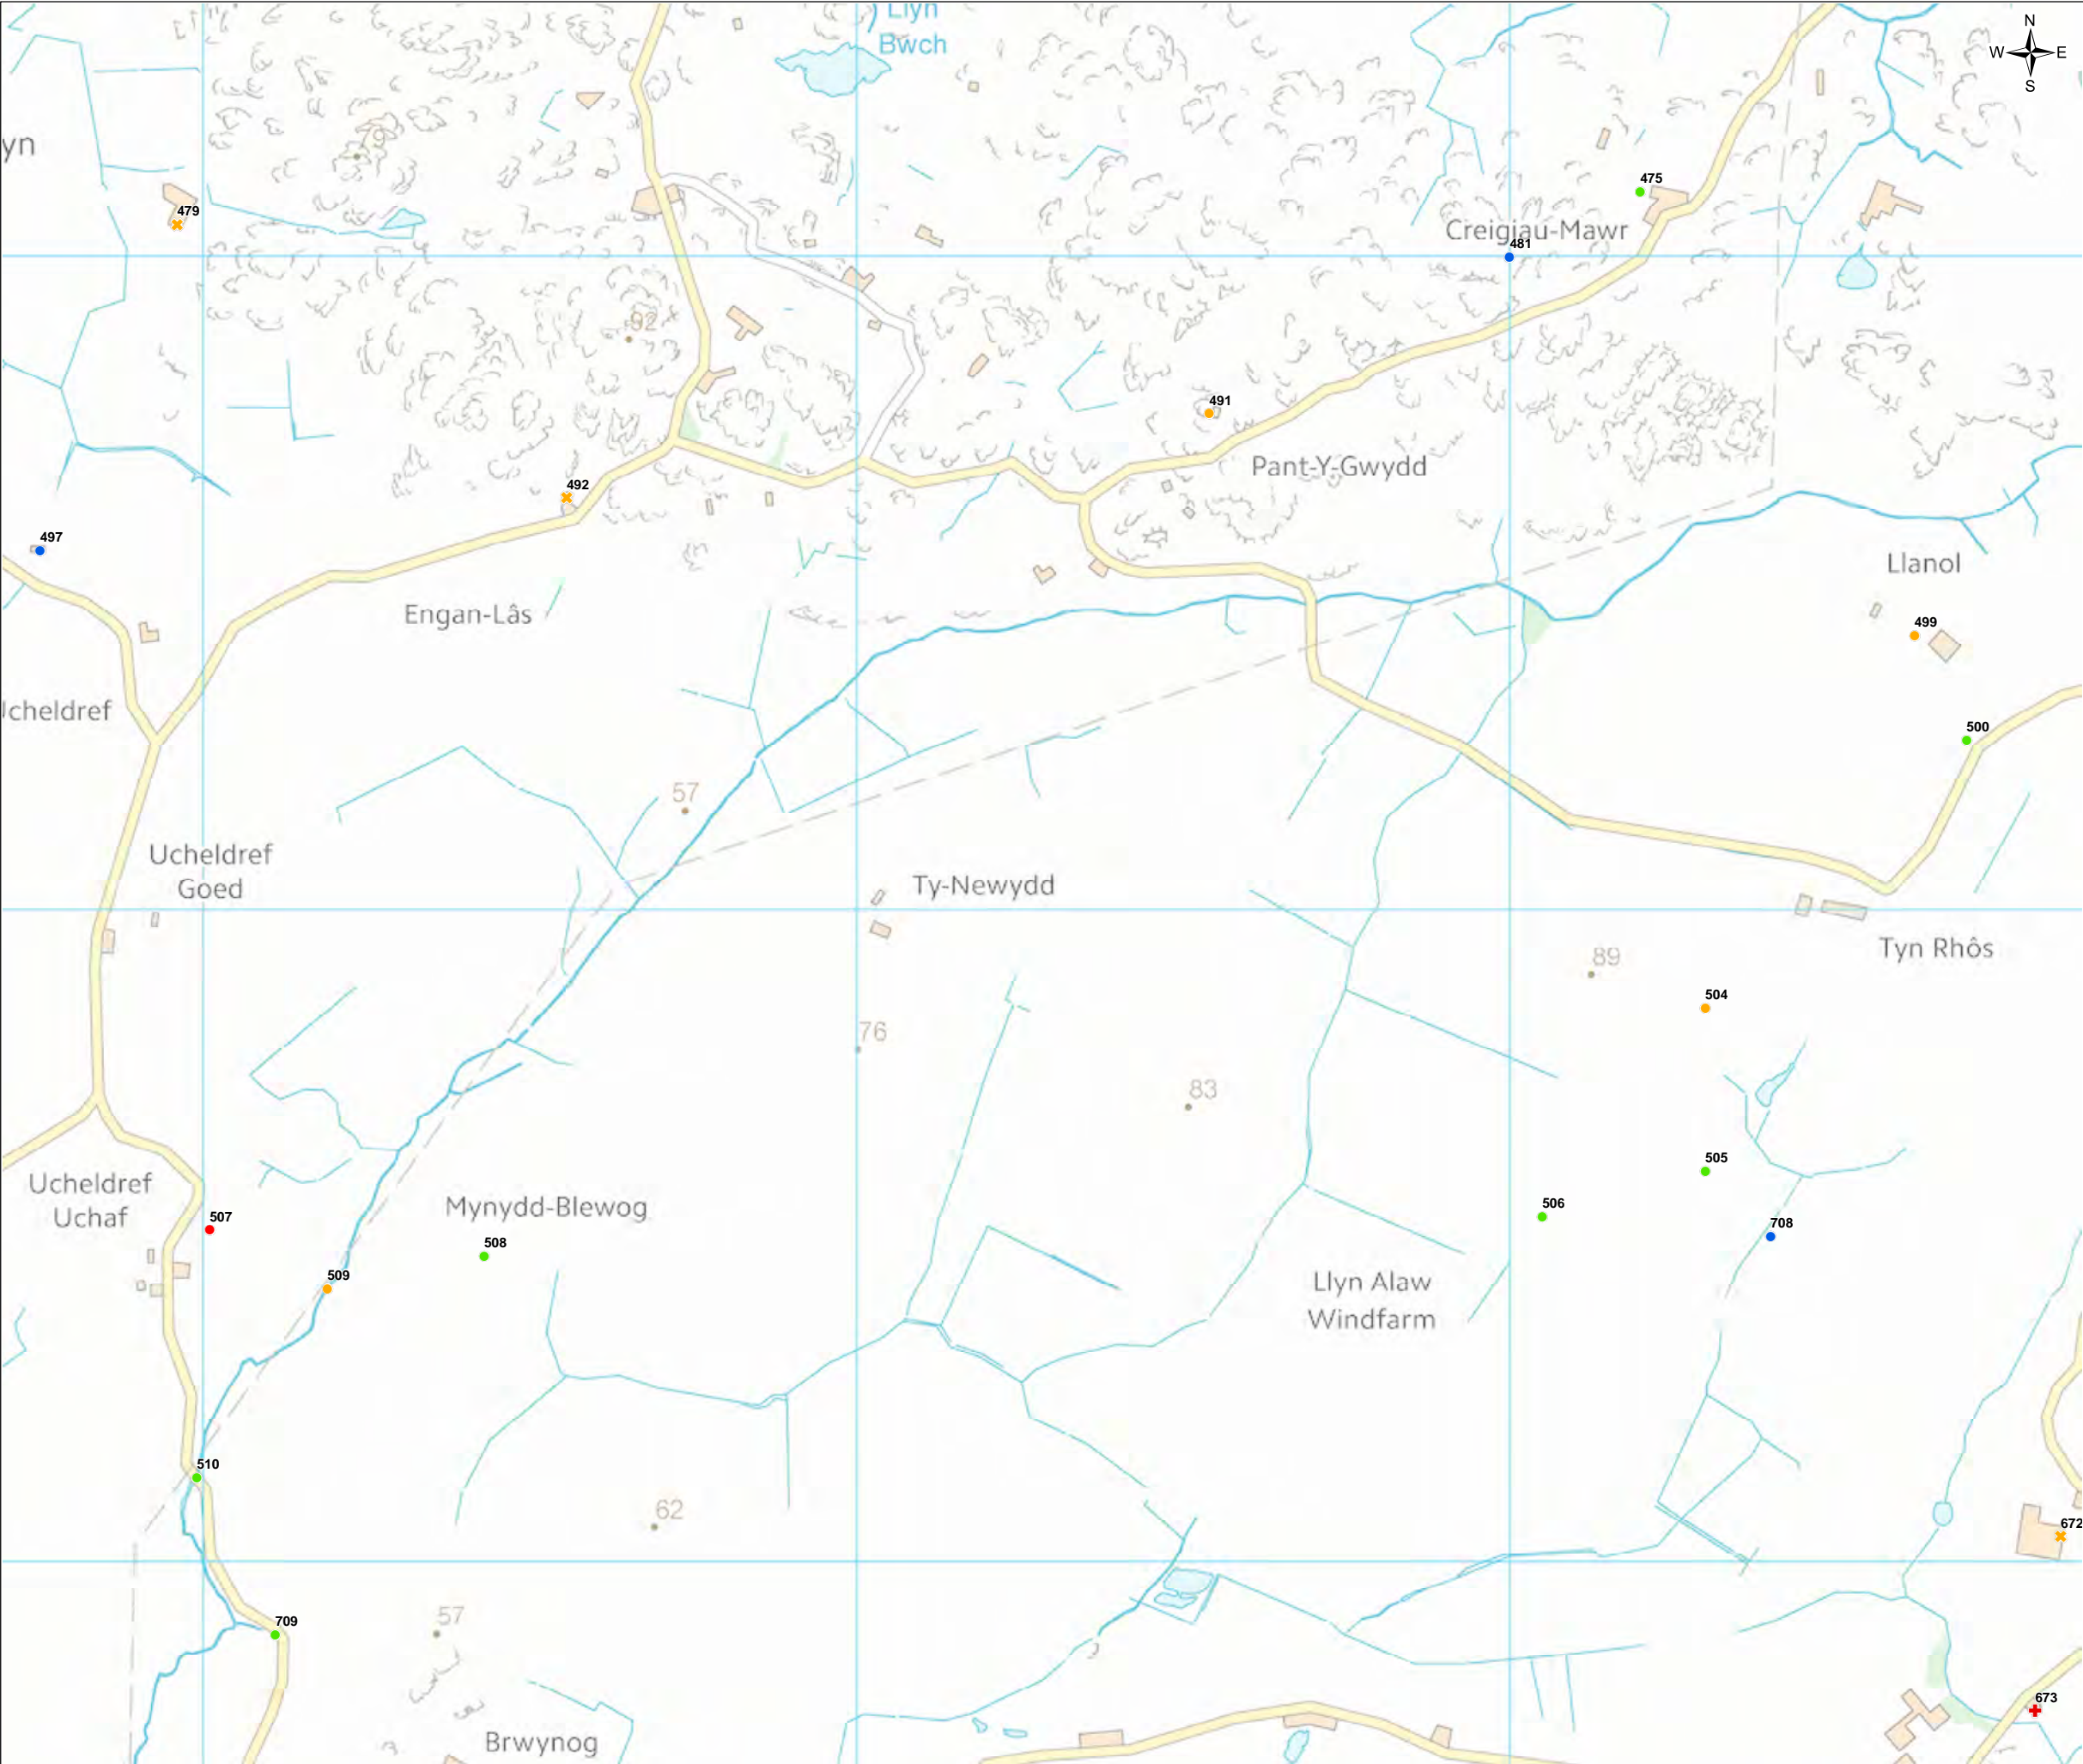 Llyn
Bwch
N
W E
S
79
yn
475
479
Creigiau-Mawr
481
92
491
Pant-Y-Gwydd
492
497
Llanol
Engan-Lâs
499
Ucheldref
500
57
Ucheldref
Goed
Ty-Newydd
Tyn Rhôs
89
504
76
83
505
Ucheldref
Uchaf
Mynydd-Blewog
507
506
508
708
509
Llyn Alaw
Windfarm
510
62
672
57
709
673
Brwynog